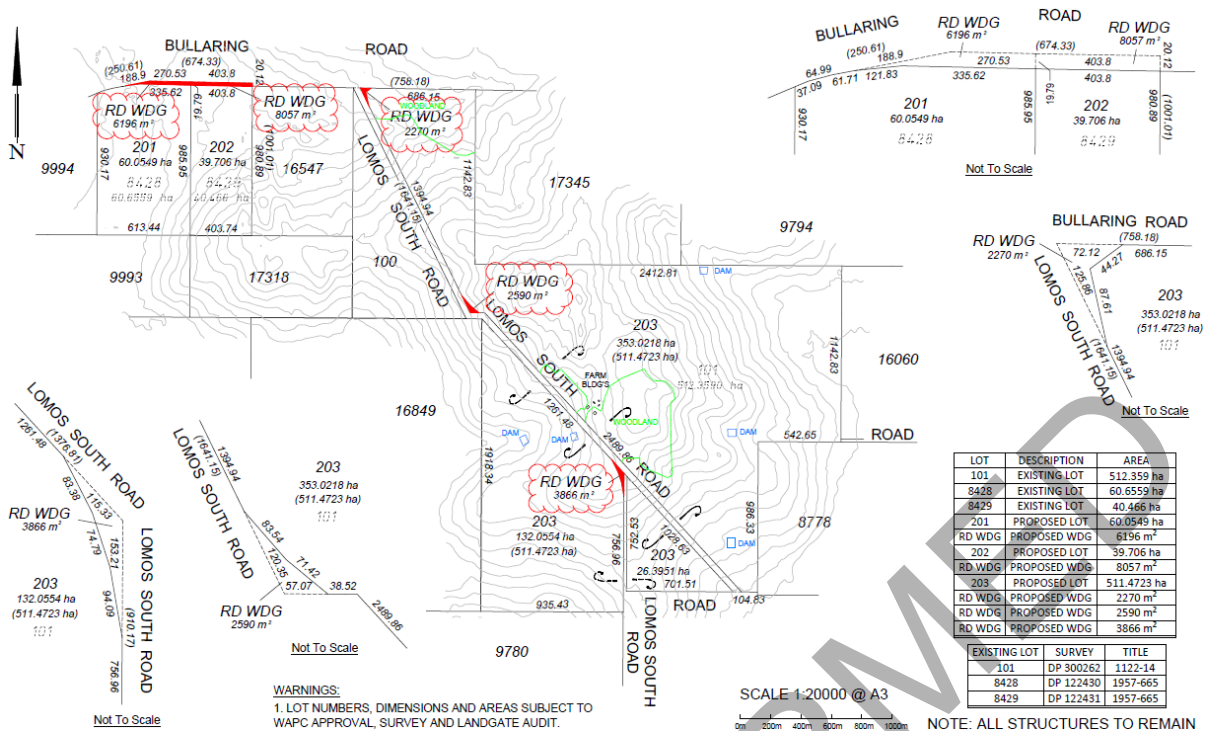 BULLARING ROAD
(250.61)
188.9
270.53
(674.33)
403.8
20.12
335.62
403.8
19.79
RD WDG
6196 m²
RD WDG
8057 m²
(758.18)
686.15
WOODLAND
RD WDG
2270 m²
9994
930.17
201
60.0549 ha
8428
60.6559 ha
985.95
202
39.706 ha
8429
40.466 ha
980.89
(1001.01)
16547
613.44
403.74
LOMOS SOUTH ROAD
1394.94
(1641.15)
1142.83
17345
9794
9993
17318
100
RD WDG
2590 m²
2412.81
DAM
LOMOS SOUTH ROAD
203
353.0218 ha
(511.4723 ha)
101
512.3590 ha
1142.83
16060
FARM
BLDG'S
WOODLAND
1261.48
2489.86
16849
DAM
DAM
DAM
542.65
ROAD
1918.34
RD WDG
3866 m²
203
132.0554 ha
(511.4723 ha)
756.96
752.53
1028.63
986.33
8778
DAM
203
26.3951 ha
701.51
935.43
ROAD
104.83
9780
LOMOS SOUTH
ROAD
N
BULLARING ROAD
RD WDG
6196 m²
RD WDG
8057 m²
(250.61)
188.9
(674.33)
270.53
403.8
20.12
64.99
37.09
61.71
121.83
335.62
403.8
19.79
930.17
201
60.0549 ha
8428
985.95
202
39.706 ha
8429
980.89
(1001.01)
Not To Scale
BULLARING ROAD
RD WDG
2270 m²
(758.18)
72.12
44.27
686.15
125.86
87.61
203
353.0218 ha
(511.4723 ha)
101
LOMOS SOUTH ROAD
(1641.15)
1394.94
Not To Scale
LOMOS SOUTH ROAD
1261.48
(1376.81)
83.38
115.33
RD WDG
3866 m²
74.79
153.21
203
132.0554 ha
(511.4723 ha)
101
94.09
(910.17)
LOMOS SOUTH ROAD
756.96
Not To Scale
LOMOS SOUTH ROAD
(1641.15)
1394.94
203
353.0218 ha
(511.4723 ha)
101
83.54
120.35
71.42
57.07
38.52
2489.86
RD WDG
2590 m²
Not To Scale
WARNINGS:
1. LOT NUMBERS, DIMENSIONS AND AREAS SUBJECT TO
WAPC APPROVAL, SURVEY AND LANDGATE AUDIT.
SCALE 1:20000 @ A3
0m 200m 400m 600m 800m 1000m
LOT DESCRIPTION AREA
101 EXISTING LOT 512.359 ha
8428 EXISTING LOT 60.6559 ha
8429 EXISTING LOT 40.466 ha
201 PROPOSED LOT 60.0549 ha
RD WDG PROPOSED WDG 6196 m²
202 PROPOSED LOT 39.706 ha
RD WDG PROPOSED WDG 8057 m²
203 PROPOSED LOT 511.4723 ha
RD WDG PROPOSED WDG 2270 m²
RD WDG PROPOSED WDG 2590 m²
RD WDG PROPOSED WDG 3866 m²
EXISTING LOT SURVEY TITLE
101 DP 300262 1122-14
8428 DP 122430 1957-665
8429 DP 122431 1957-665
NOTE: ALL STRUCTURES TO REMAIN